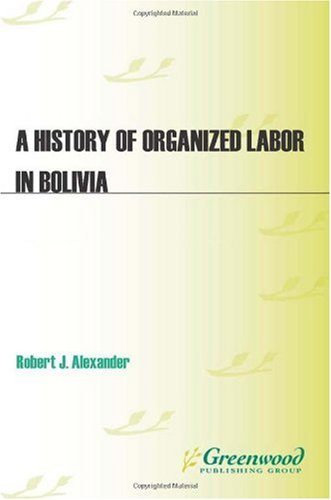 Copyrighted Material
A HISTORY OF ORGANIZED LABOR
IN BOLIVIA
Robert J. Alexander
Greenwood
PUBLISHING GROUP
Copyrighted Material